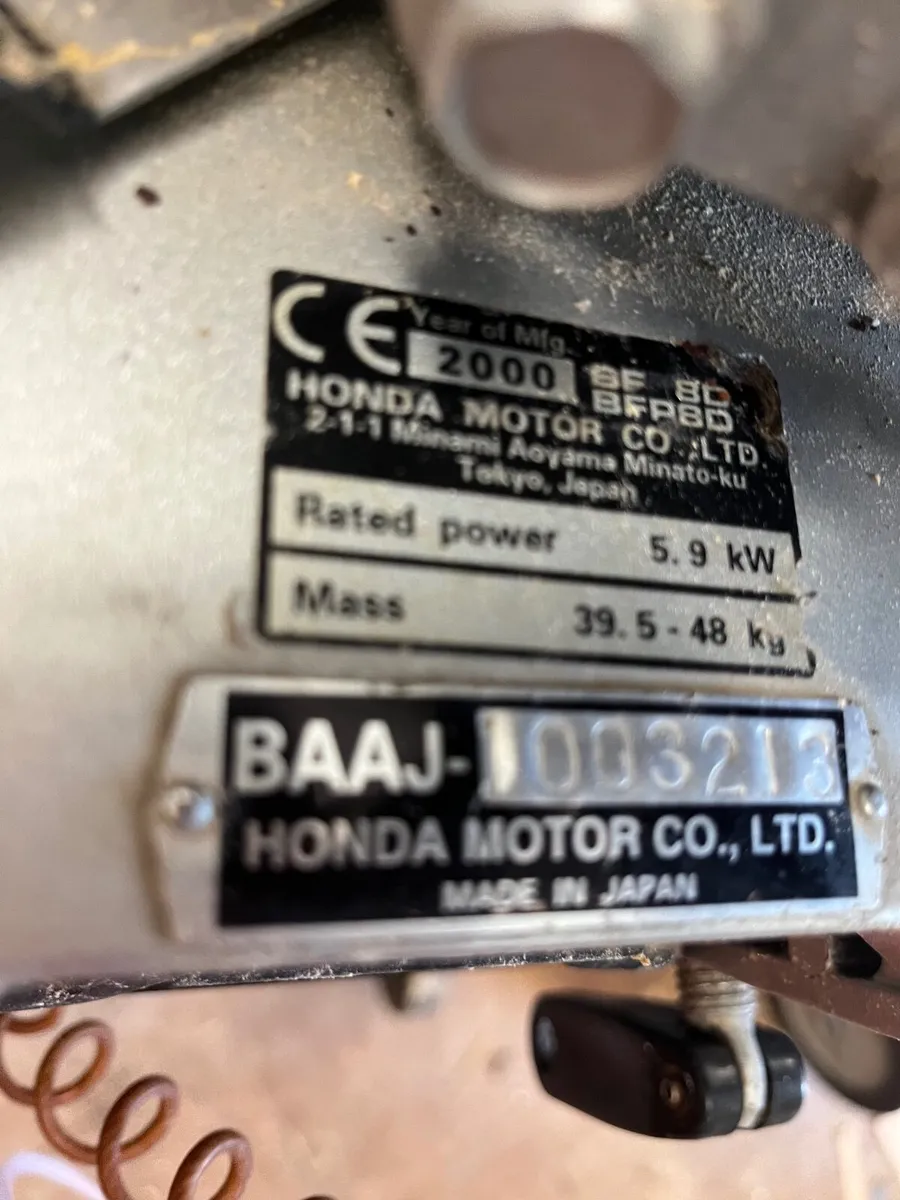 CE Year of Mfg.
2000 BF 8D
BFP8D
HONDA MOTOR CO.,LTD.
2-1-1 Minami Aoyama Minato-ku
Tokyo, Japan
Rated power 5.9 kW
Mass 39.5-48 kg
BAAJ-1003213
HONDA MOTOR CO., LTD.
MADE IN JAPAN